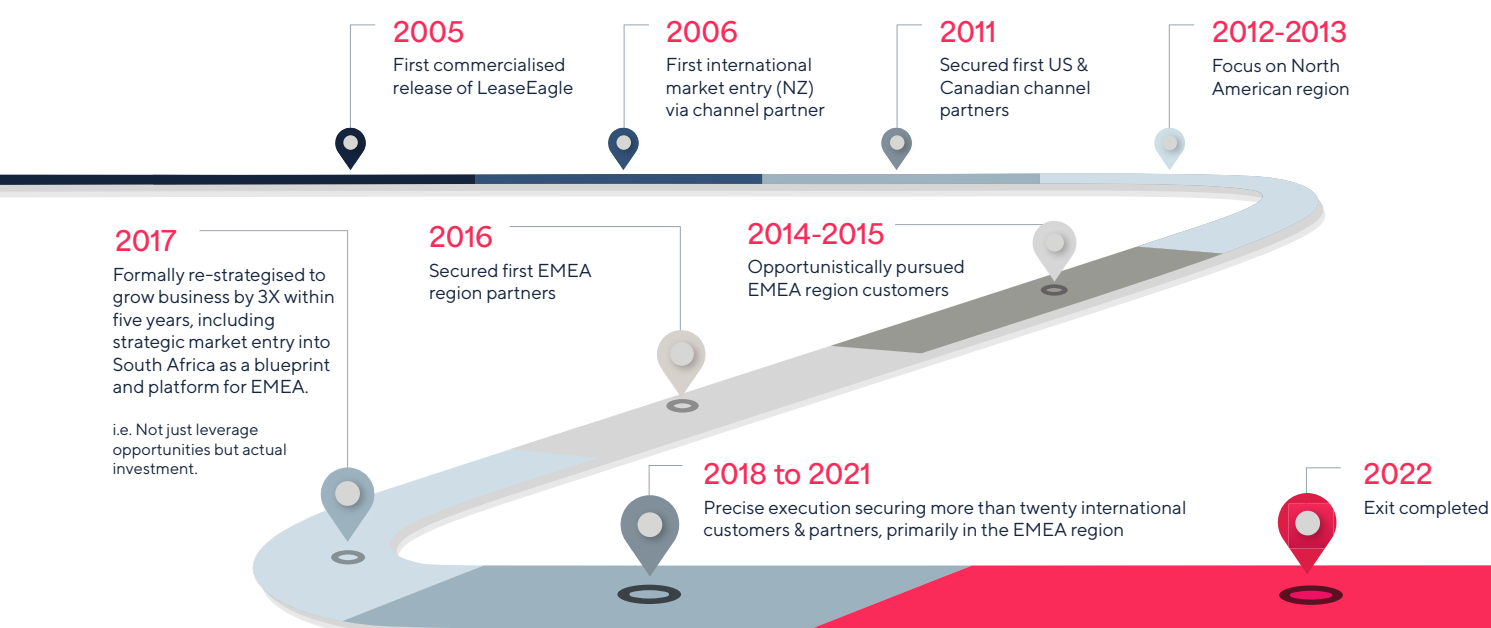 2005
First commercialised
release of LeaseEagle
2006
First international
market entry (NZ)
via channel partner
2011
Secured first US &
Canadian channel
partners
2012-2013
Focus on North
American region
2014-2015
Opportunistically pursued
EMEA region customers
2016
Secured first EMEA
region partners
2017
Formally re-strategised to
grow business by 3X within
five years, including
strategic market entry into
South Africa as a blueprint
and platform for EMEA.
i.e. Not just leverage
opportunities but actual
investment.
2018 to 2021
Precise execution securing more than twenty international
customers & partners, primarily in the EMEA region
2022
Exit completed